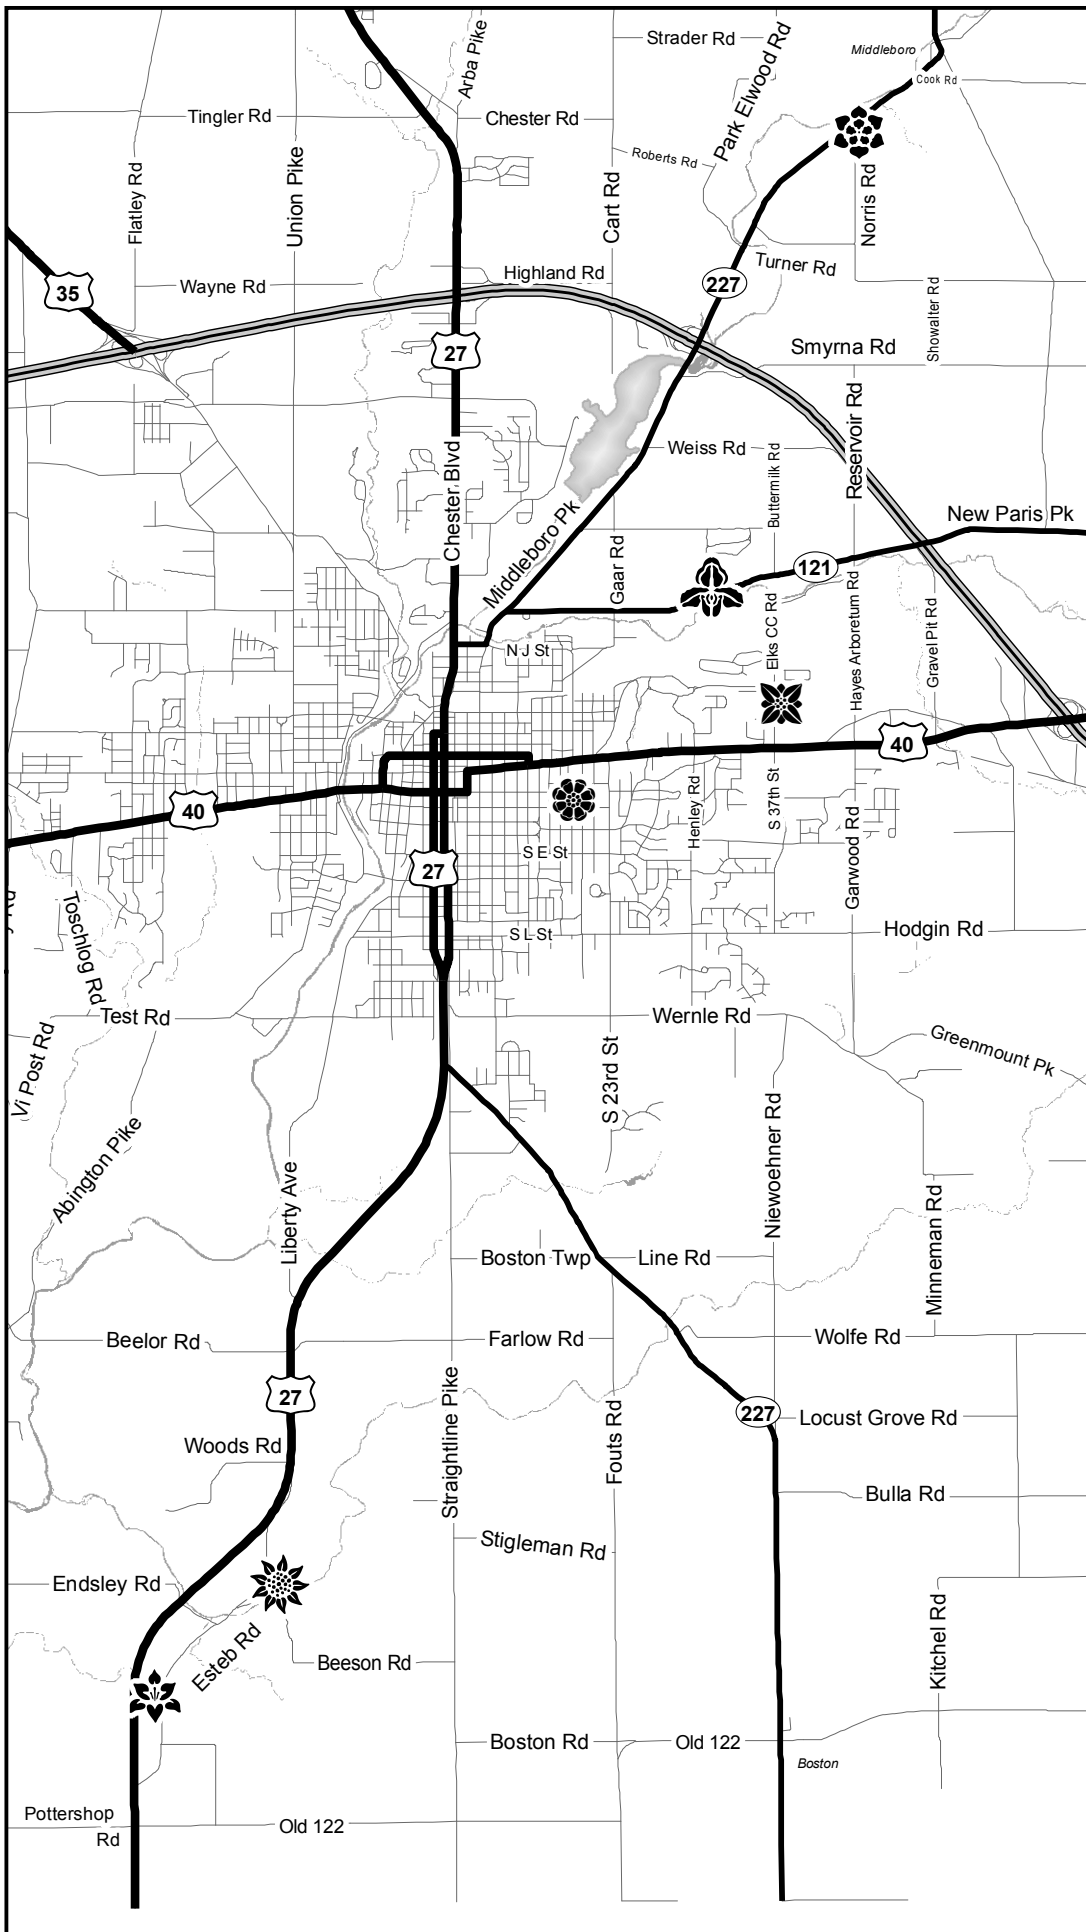 Strader Rd
Middleboro
Arba Pike
Park Elwood Rd
Cook Rd
Tingler Rd
Chester Rd
Roberts Rd
Flatley Rd
Union Pike
Cart Rd
Norris Rd
Turner Rd
Highland Rd
Wayne Rd
35
227
Showalter Rd
27
Smyrna Rd
Chester Blvd
Weiss Rd
Reservoir Rd
Buttermilk Rd
New Paris Pk
Middleboro Pk
Gaar Rd
121
Elks CC Rd
Hayes Arboretum Rd
Gravel Pit Rd
N J St
40
40
Henley Rd
S 37th St
Garwood Rd
S E St
27
S L St
Hodgin Rd
Toschlog Rd
Test Rd
Wernle Rd
Vi Post Rd
S 23rd St
Greenmount Pk
Abington Pike
Niewoehner Rd
Liberty Ave
Minneman Rd
Boston Twp
Line Rd
Beelor Rd
Farlow Rd
Wolfe Rd
27
Straightline Pike
Fouts Rd
227
Locust Grove Rd
Woods Rd
Bulla Rd
Stigleman Rd
Endsley Rd
Esteb Rd
Beeson Rd
Kitchel Rd
Boston Rd
Old 122
Boston
Pottershop
Rd
Old 122